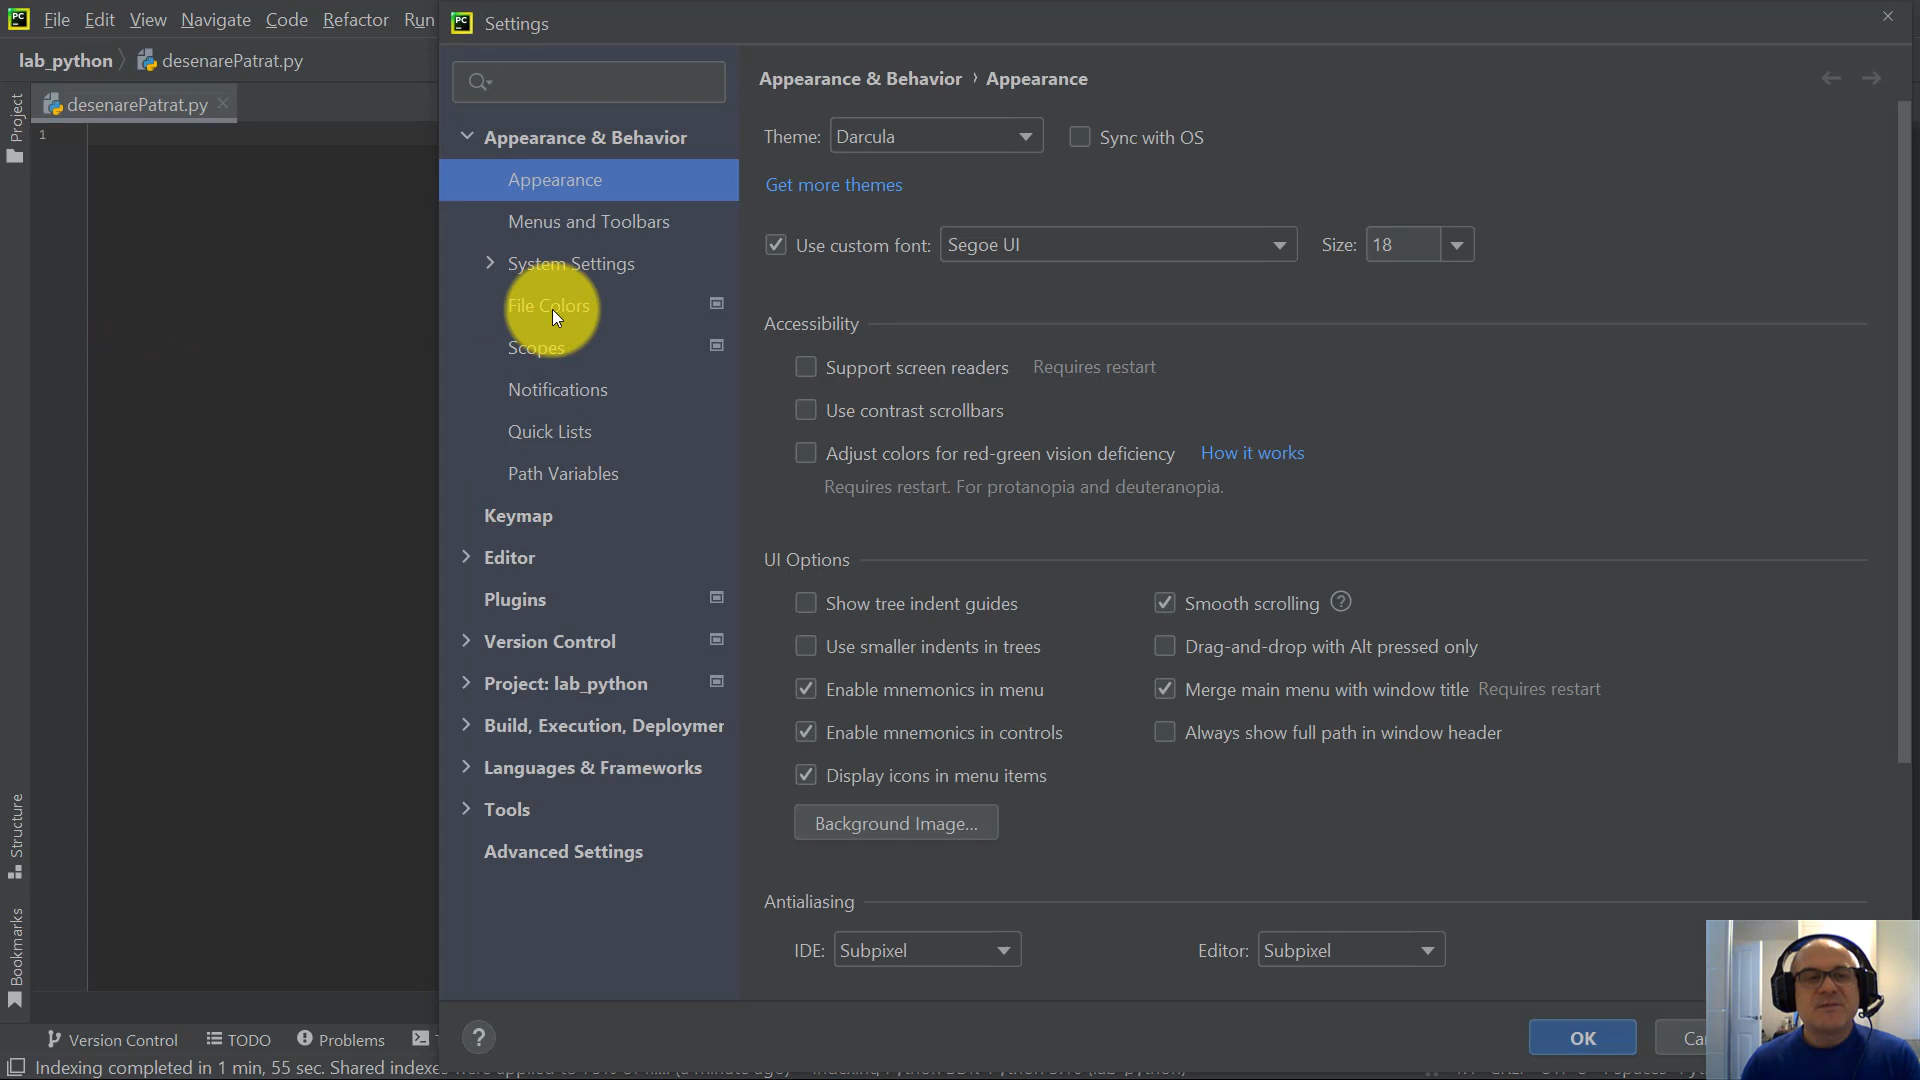 PC File Edit View Navigate Code Refactor Run
PC Settings
lab_python desenarePatrat.py
desenarePatrat.py
1
Project
Structure
Bookmarks
Appearance & Behavior
Appearance
Menus and Toolbars
System Settings
File Colors
Scopes
Notifications
Quick Lists
Path Variables
Keymap
Editor
Plugins
Version Control
Project: lab_python
Build, Execution, Deploymer
Languages & Frameworks
Tools
Advanced Settings
Appearance & Behavior › Appearance
Theme: Darcula Sync with OS
Get more themes
Use custom font: Segoe UI Size: 18
Accessibility
Support screen readers Requires restart
Use contrast scrollbars
Adjust colors for red-green vision deficiency How it works
Requires restart. For protanopia and deuteranopia.
UI Options
Show tree indent guides Smooth scrolling ?
Use smaller indents in trees Drag-and-drop with Alt pressed only
Enable mnemonics in menu Merge main menu with window title Requires restart
Enable mnemonics in controls Always show full path in window header
Display icons in menu items
Background Image...
Antialiasing
IDE: Subpixel Editor: Subpixel
? OK Ca
Version Control TODO Problems
Indexing completed in 1 min, 55 sec. Shared indexe